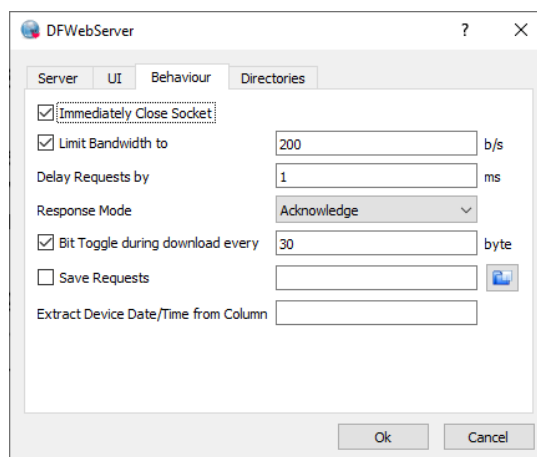 DFWebServer
Server UI Behaviour Directories
Immediately Close Socket
Limit Bandwidth to 200 b/s
Delay Requests by 1 ms
Response Mode Acknowledge
Bit Toggle during download every 30 byte
Save Requests
Extract Device Date/Time from Column
Ok Cancel